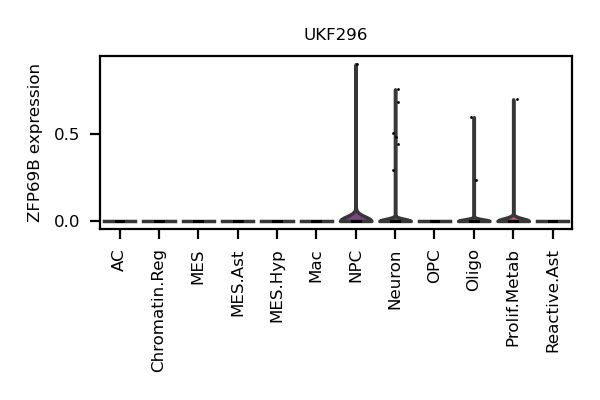 UKF296
ZFP69B expression
0.5
0.0
AC
Chromatin.Reg
MES
MES.Ast
MES.Hyp
Mac
NPC
Neuron
OPC
Oligo
Prolif.Metab
Reactive.Ast